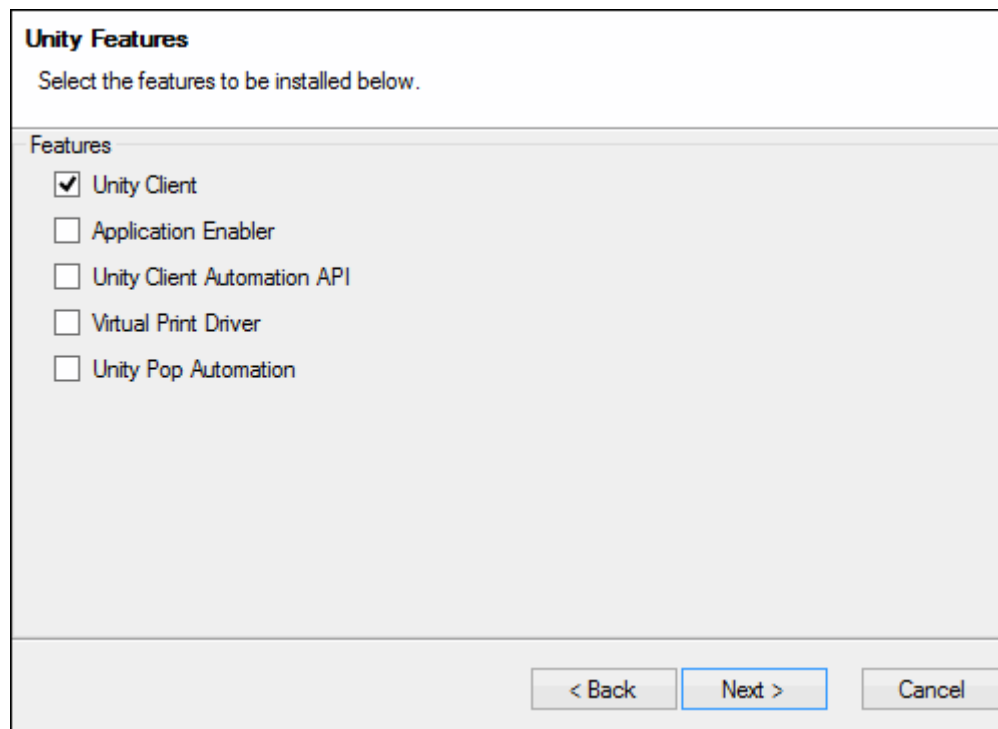 Unity Features
Select the features to be installed below.
Features
Unity Client
Application Enabler
Unity Client Automation API
Virtual Print Driver
Unity Pop Automation
< Back Next > Cancel